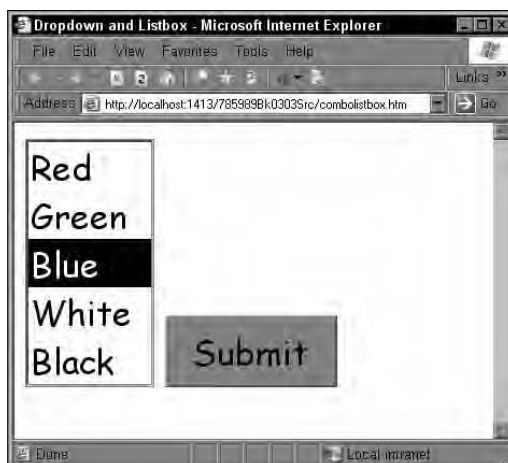 Dropdown and Listbox - Microsoft Internet Explorer
File Edit View Favorites Tools Help
Links »
Address http://localhost:1413/785989Bk0303Src/combolistbox.htm Go
Red
Green
Blue
White
Black
Submit
Done Local intranet